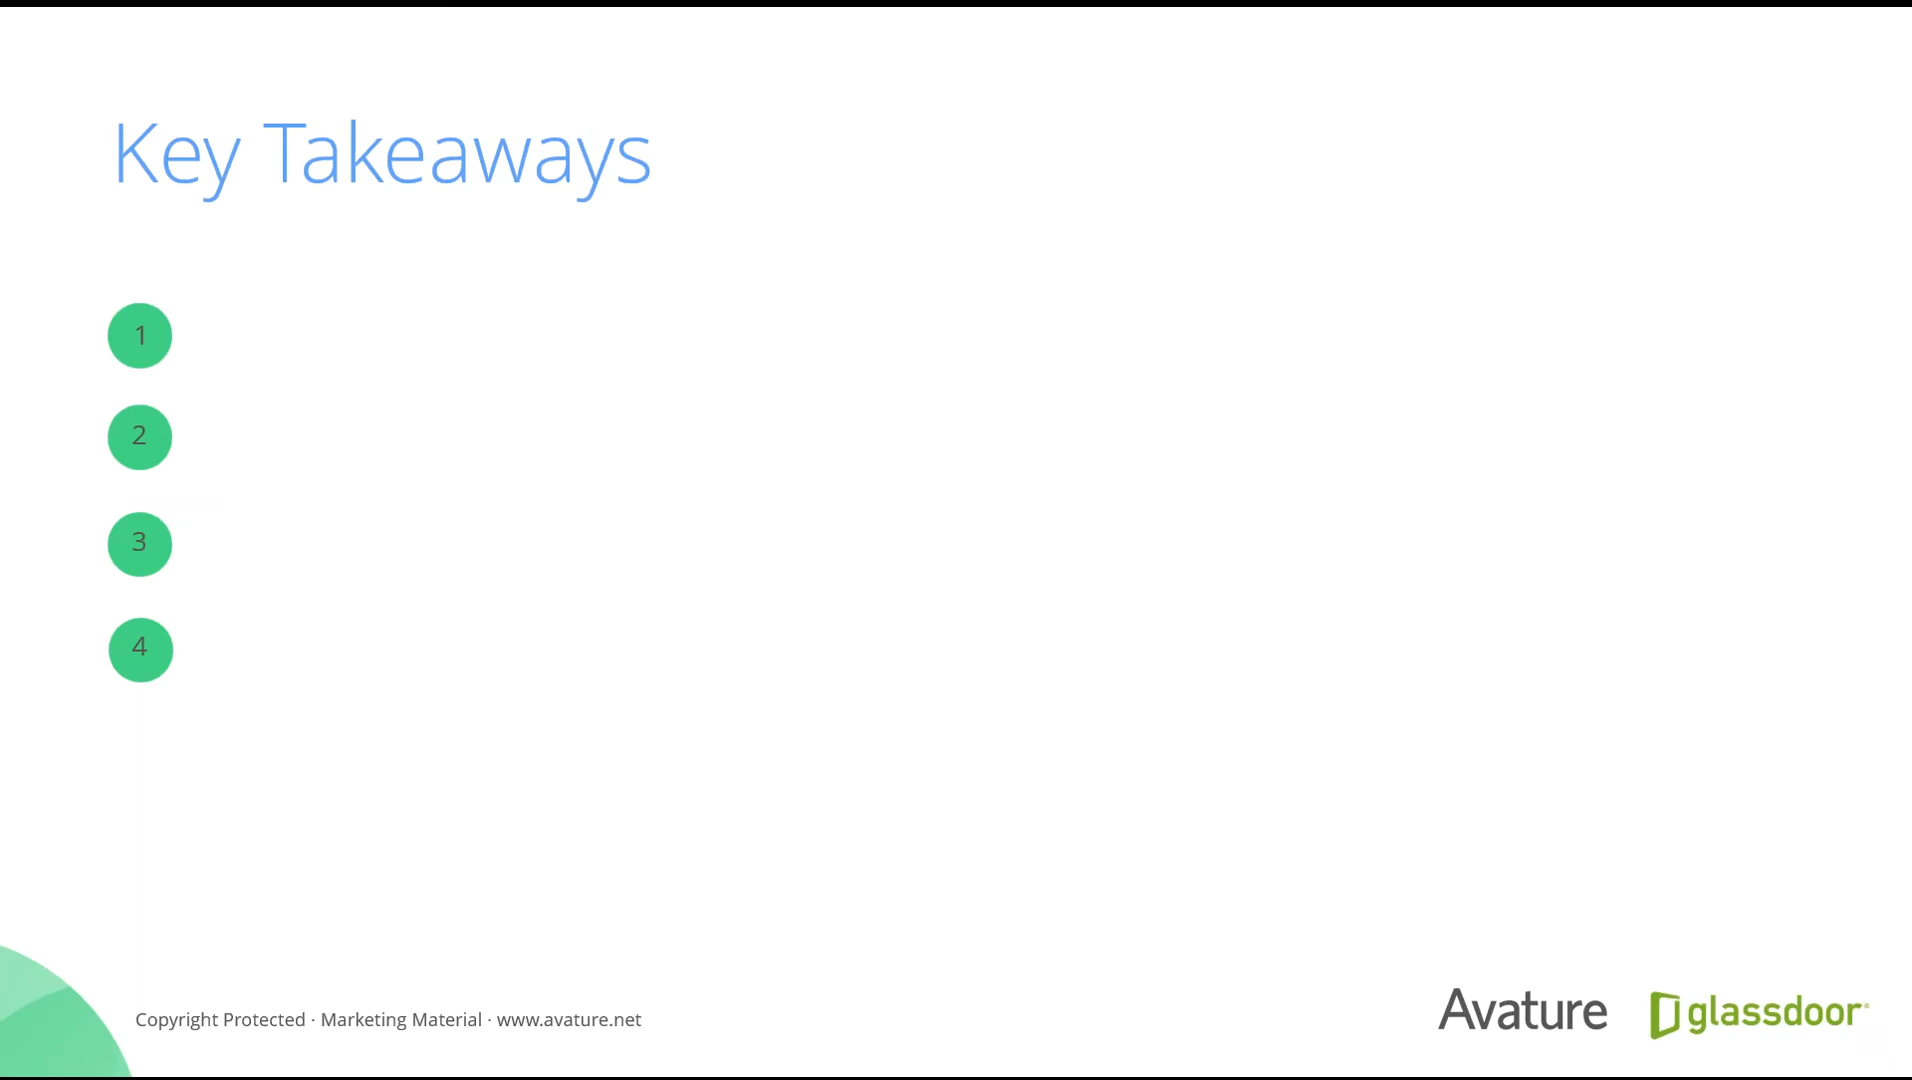 Key Takeaways
1
2
3
4
Copyright Protected · Marketing Material · www.avature.net
Avature
glassdoor